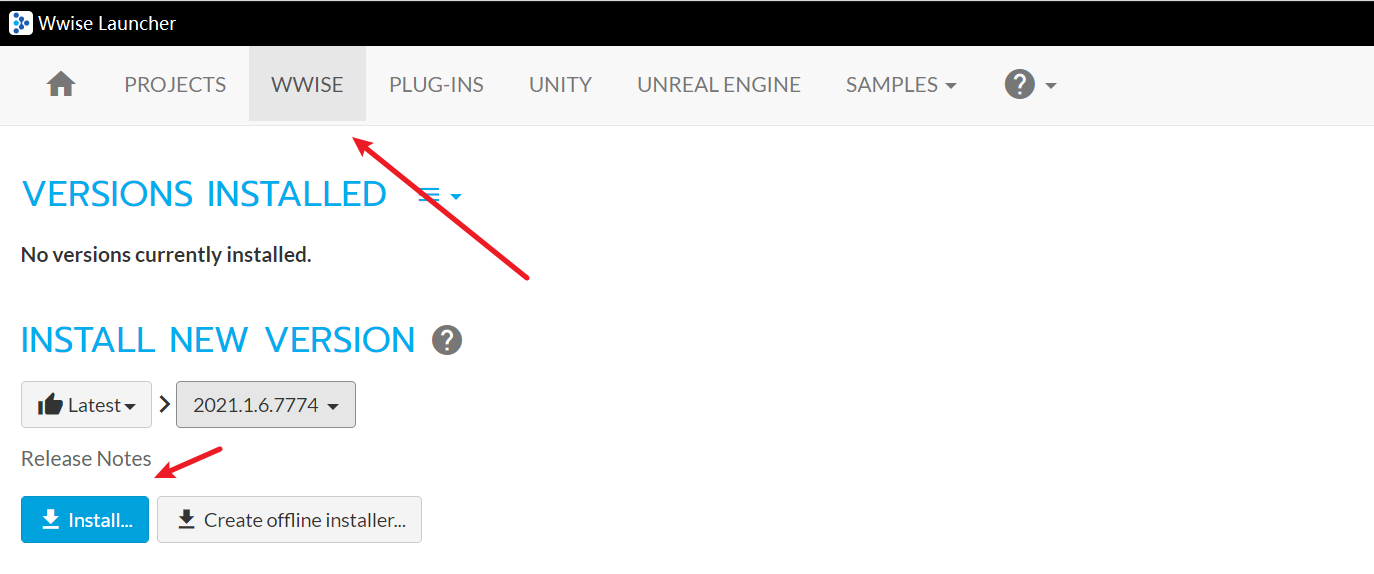 Wwise Launcher
PROJECTS WWISE PLUG-INS UNITY UNREAL ENGINE SAMPLES ?
VERSIONS INSTALLED
No versions currently installed.
INSTALL NEW VERSION ?
Latest 2021.1.6.7774
Release Notes
Install... Create offline installer...